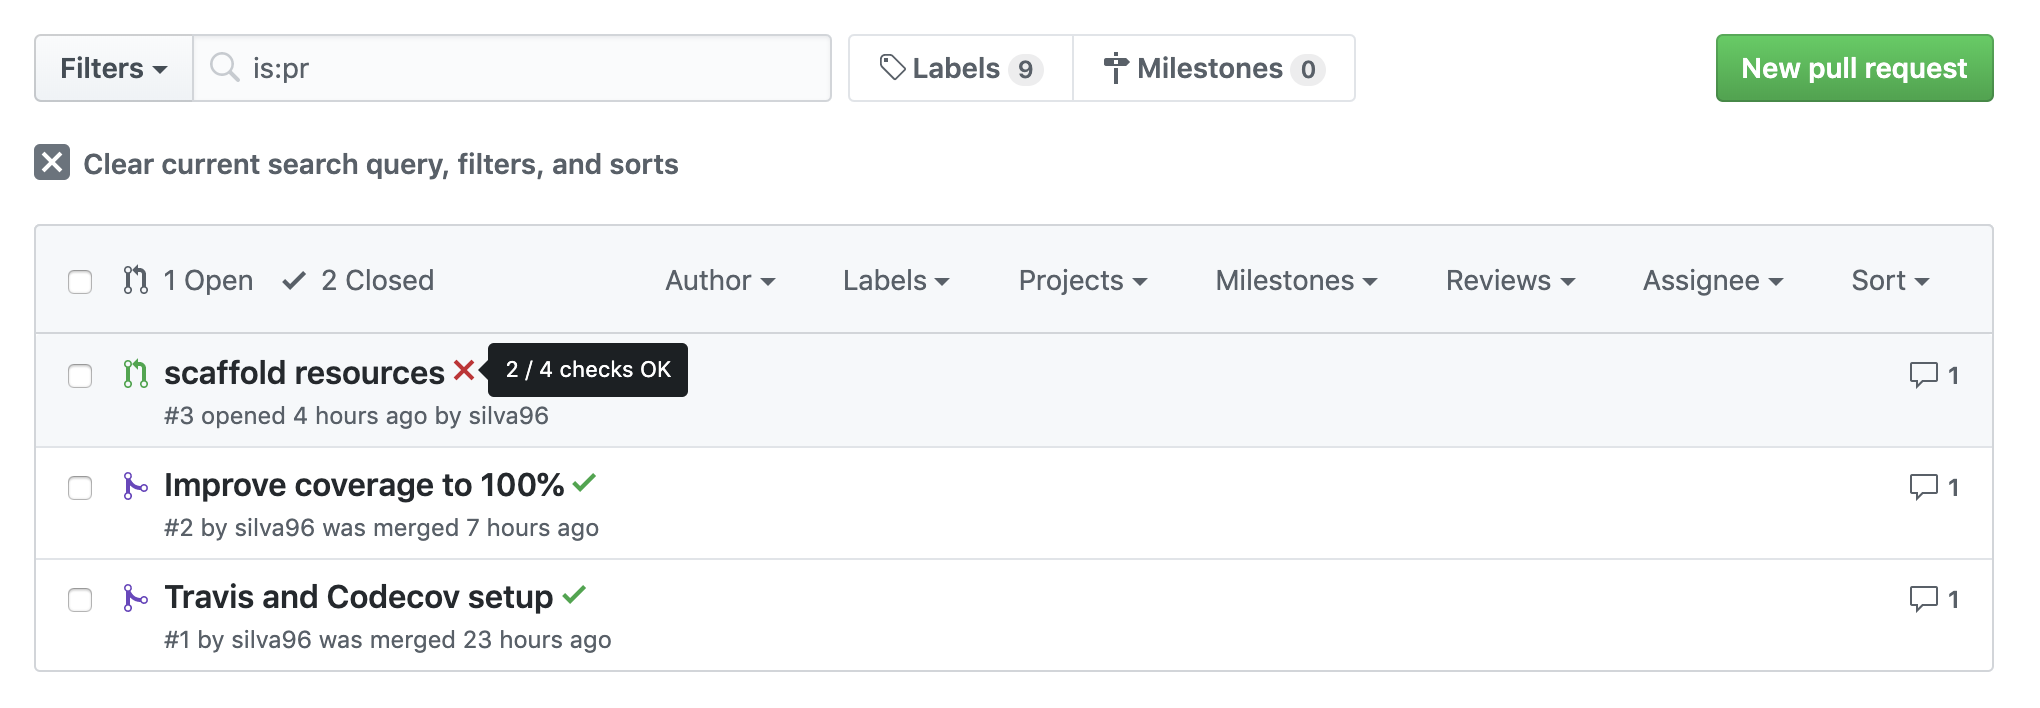 Filters is:pr Labels 9 Milestones 0 New pull request
Clear current search query, filters, and sorts
1 Open 2 Closed Author Labels Projects Milestones Reviews Assignee Sort
scaffold resources 2 / 4 checks OK 1
#3 opened 4 hours ago by silva96
Improve coverage to 100% 1
#2 by silva96 was merged 7 hours ago
Travis and Codecov setup 1
#1 by silva96 was merged 23 hours ago